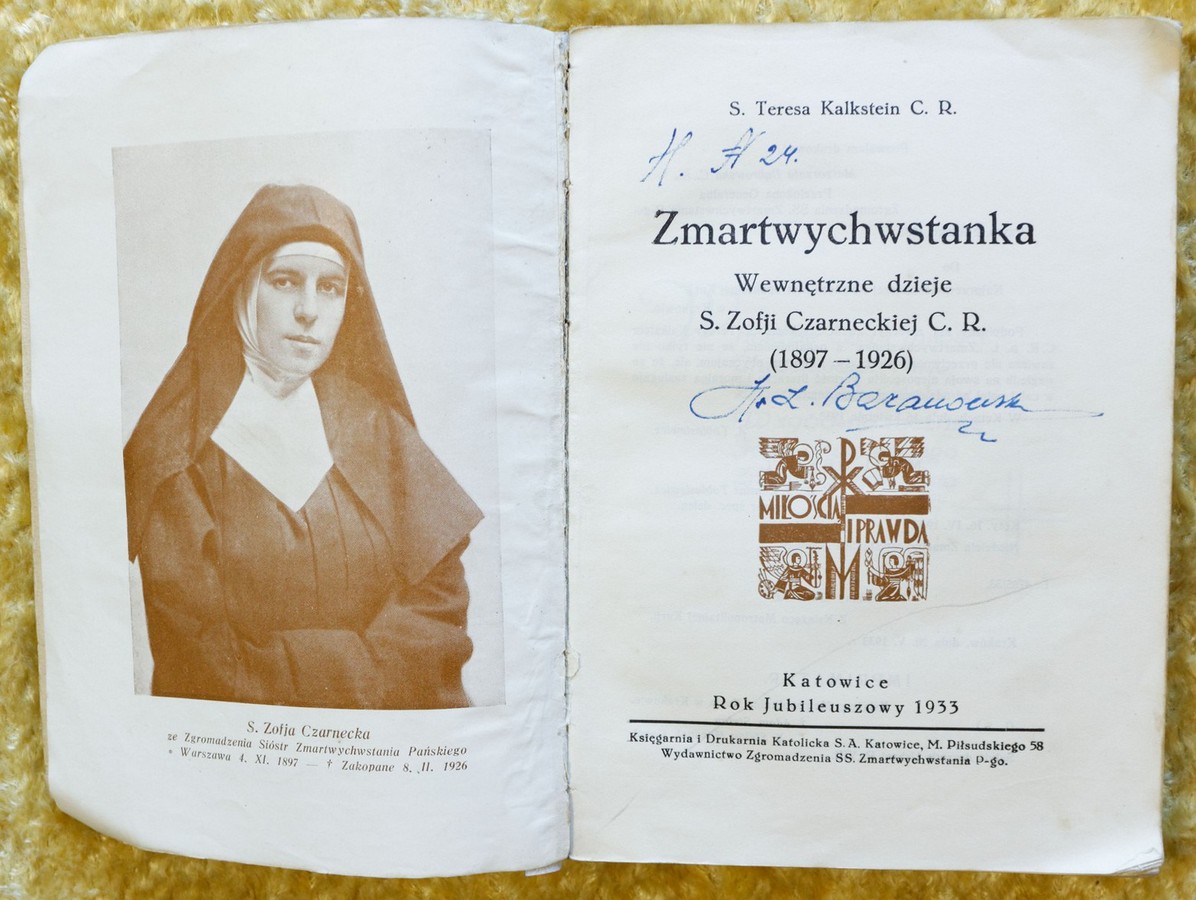 S. Zofja Czarnecka
ze Zgromadzenia Sióstr Zmartwychwstania Pańskiego
* Warszawa 4. XI. 1897 — † Zakopane 8. II. 1926
S. Teresa Kalkstein C. R.
24.
Zmartwychwstanka
Wewnętrzne dzieje
S. Zofji Czarneckiej C. R.
(1897 – 1926)
MIŁOŚCIĄ
I PRAWDA
Katowice
Rok Jubileuszowy 1933
Księgarnia i Drukarnia Katolicka S. A. Katowice, M. Piłsudskiego 58
Wydawnictwo Zgromadzenia SS. Zmartwychwstania P-go.